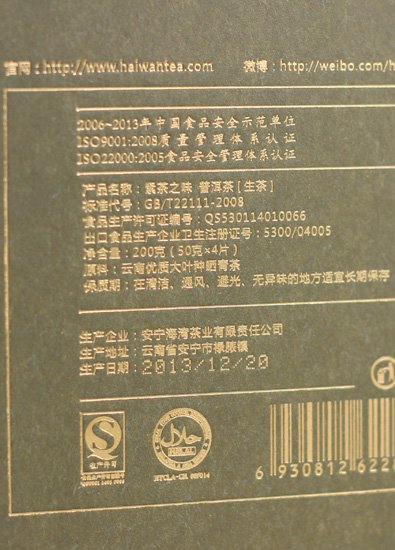 官网：http://www.haiwantea.com 微博：http://weibo.com/h
2006~2013年中国食品安全示范单位
ISO9001:2008质量管理体系认证
ISO22000:2005食品安全管理体系认证
产品名称：紫茶之味 普洱茶[生茶]
标准代号：GB/T22111-2008
食品生产许可证编号：QS530114010066
出口食品生产企业卫生注册证号：5300/04005
净含量：200克(50克×4片)
原料：云南优质大叶种晒青茶
保质期：在清洁、通风、避光、无异味的地方适宜长期保存
生产企业：安宁海湾茶业有限责任公司
生产地址：云南省安宁市禄脿镇
生产日期：2013/12/20
QS
生产许可
حلال
HALAL
6 930812 622